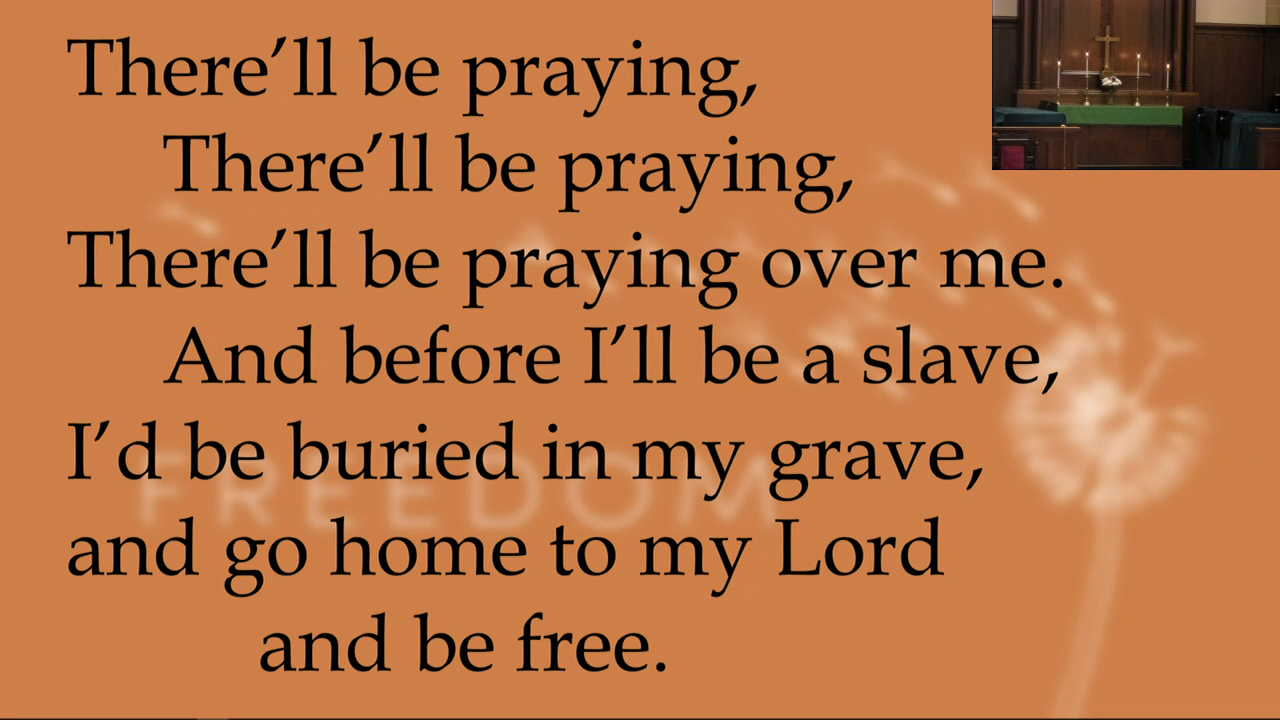 There’ll be praying,
There’ll be praying,
There’ll be praying over me.
And before I’ll be a slave,
I’d be buried in my grave,
FREEDOM
and go home to my Lord
and be free.